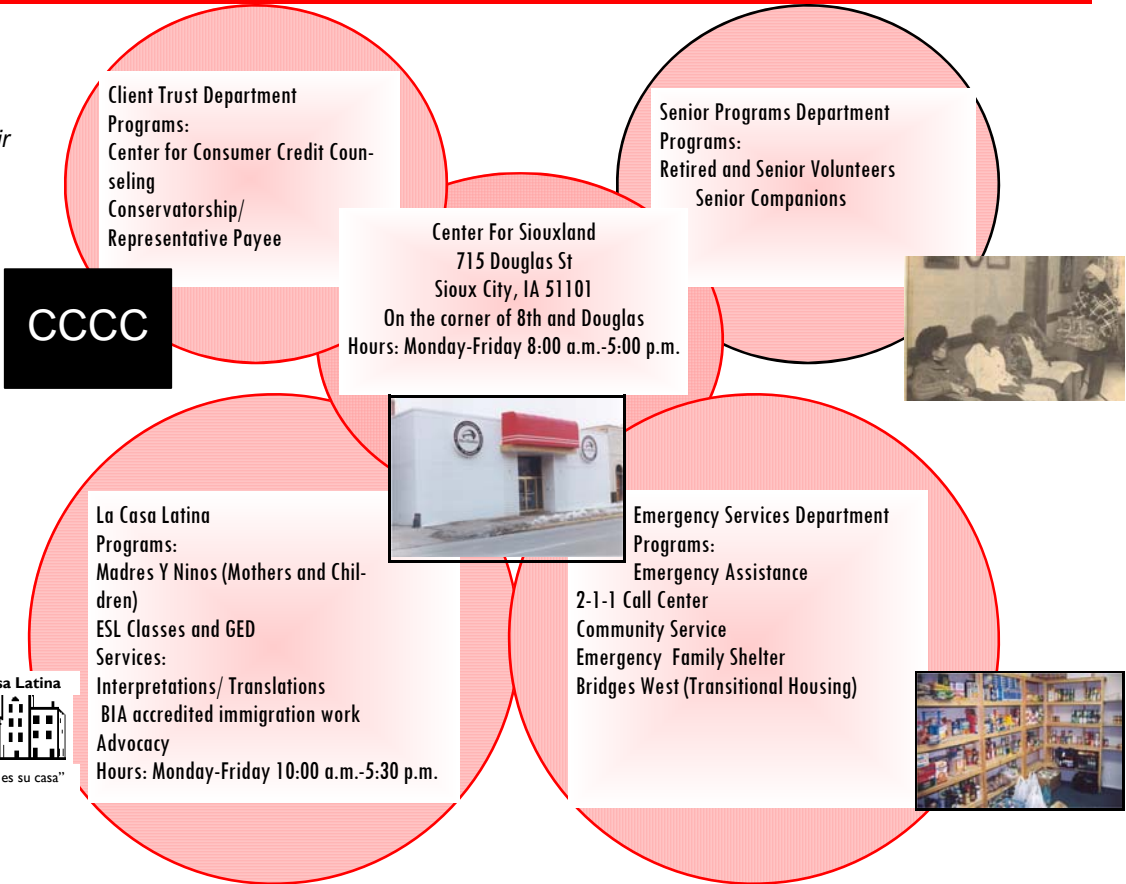 ir
Client Trust Department
Programs:
Center for Consumer Credit Coun-
seling
Conservatorship/
Representative Payee
Senior Programs Department
Programs:
Retired and Senior Volunteers
Senior Companions
Center For Siouxland
715 Douglas St
Sioux City, IA 51101
On the corner of 8th and Douglas
Hours: Monday-Friday 8:00 a.m.-5:00 p.m.
CCCC
La Casa Latina
Programs:
Madres Y Ninos (Mothers and Chil-
dren)
ESL Classes and GED
Services:
Interpretations/ Translations
BIA accredited immigration work
Advocacy
Hours: Monday-Friday 10:00 a.m.-5:30 p.m.
sa Latina
es su casa”
Emergency Services Department
Programs:
Emergency Assistance
2-1-1 Call Center
Community Service
Emergency Family Shelter
Bridges West (Transitional Housing)